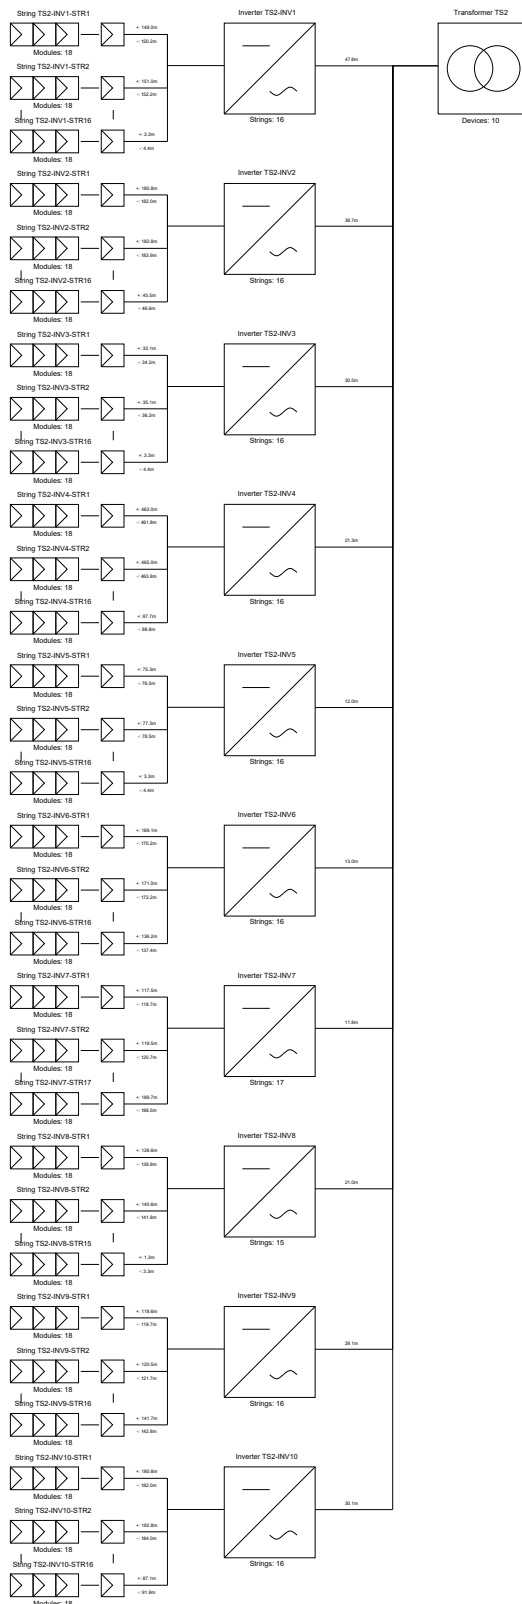 String TS2-INV1-STR1
Inverter TS2-INV1
Transformer TS2
+: 149.0m
-: 150.2m
Modules: 18
47.8m
String TS2-INV1-STR2
+: 151.0m
-: 152.2m
Modules: 18
String TS2-INV1-STR16
Strings: 16
Devices: 10
+: 3.3m
-: 4.4m
Modules: 18
String TS2-INV2-STR1
Inverter TS2-INV2
+: 180.8m
-: 182.0m
Modules: 18
String TS2-INV2-STR2
+: 182.8m
-: 183.9m
Modules: 18
String TS2-INV2-STR16
Strings: 16
+: 45.5m
-: 46.6m
Modules: 18
String TS2-INV3-STR1
Inverter TS2-INV3
+: 33.1m
-: 34.2m
Modules: 18
30.5m
String TS2-INV3-STR2
+: 35.1m
-: 36.2m
Modules: 18
String TS2-INV3-STR16
Strings: 16
+: 3.3m
-: 4.4m
Modules: 18
String TS2-INV4-STR1
Inverter TS2-INV4
+: 463.0m
-: 461.8m
Modules: 18
21.3m
String TS2-INV4-STR2
+: 465.0m
-: 463.8m
Modules: 18
String TS2-INV4-STR16
Strings: 16
+: 87.7m
-: 88.8m
Modules: 18
String TS2-INV5-STR1
Inverter TS2-INV5
+: 75.3m
-: 76.5m
Modules: 18
12.0m
String TS2-INV5-STR2
+: 77.3m
-: 78.5m
Modules: 18
String TS2-INV5-STR16
Strings: 16
+: 3.3m
-: 4.4m
Modules: 18
String TS2-INV6-STR1
Inverter TS2-INV6
+: 169.1m
-: 170.2m
Modules: 18
13.0m
String TS2-INV6-STR2
+: 171.0m
-: 172.2m
Modules: 18
String TS2-INV6-STR16
Strings: 16
+: 136.2m
-: 137.4m
Modules: 18
String TS2-INV7-STR1
Inverter TS2-INV7
+: 117.5m
-: 118.7m
Modules: 18
11.8m
String TS2-INV7-STR2
+: 119.5m
-: 120.7m
Modules: 18
String TS2-INV7-STR17
Strings: 17
Modules: 18
String TS2-INV8-STR1
Inverter TS2-INV8
+: 138.6m
-: 139.8m
Modules: 18
21.0m
String TS2-INV8-STR2
+: 140.6m
-: 141.8m
Modules: 18
String TS2-INV8-STR15
Strings: 15
+: 1.3m
-: 3.3m
Modules: 18
String TS2-INV9-STR1
Inverter TS2-INV9
+: 118.6m
-: 119.7m
Modules: 18
29.1m
String TS2-INV9-STR2
+: 120.5m
-: 121.7m
Modules: 18
String TS2-INV9-STR16
Strings: 16
+: 141.7m
-: 142.8m
Modules: 18
String TS2-INV10-STR1
Inverter TS2-INV10
+: 180.8m
-: 182.0m
Modules: 18
30.1m
String TS2-INV10-STR2
+: 182.8m
-: 184.0m
Modules: 18
String TS2-INV10-STR16
Strings: 16
+: 87.1m
-: 91.9m
Modules: 18